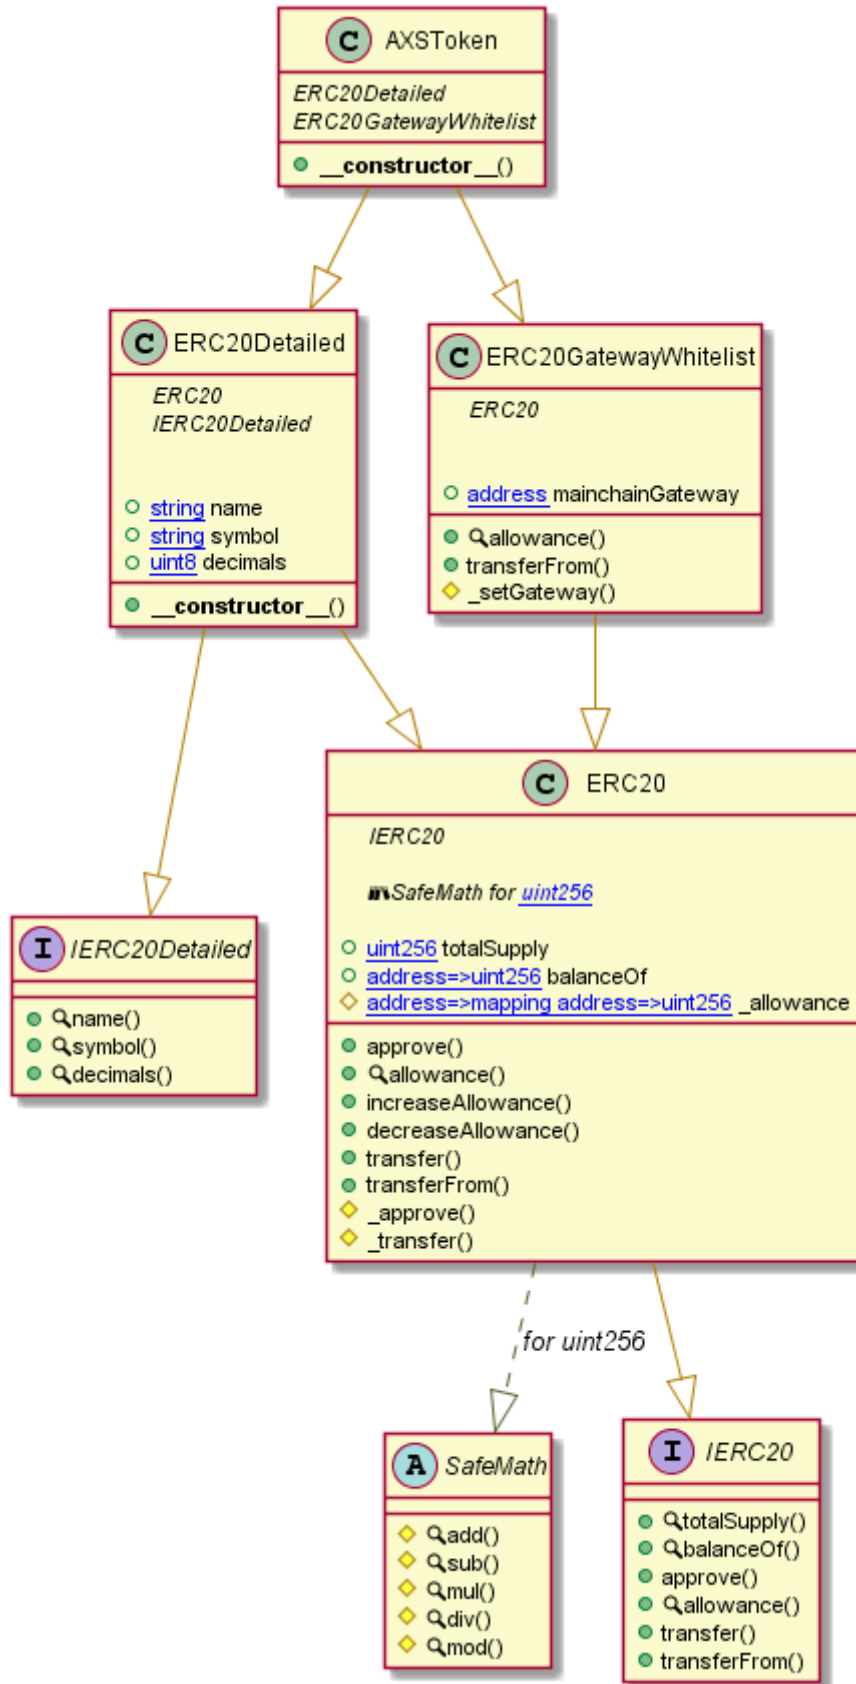 C AXSToken
ERC20Detailed
ERC20GatewayWhitelist
__constructor__()
C ERC20Detailed
ERC20
IERC20Detailed
string name
string symbol
uint8 decimals
__constructor__()
C ERC20GatewayWhitelist
ERC20
address mainchainGateway
allowance()
transferFrom()
_setGateway()
C ERC20
IERC20
SafeMath for uint256
uint256 totalSupply
address=>uint256 balanceOf
address=>mapping address=>uint256 _allowance
approve()
allowance()
increaseAllowance()
decreaseAllowance()
transfer()
transferFrom()
_approve()
_transfer()
I IERC20Detailed
name()
symbol()
decimals()
for uint256
A SafeMath
add()
sub()
mul()
div()
mod()
I IERC20
totalSupply()
balanceOf()
approve()
allowance()
transfer()
transferFrom()